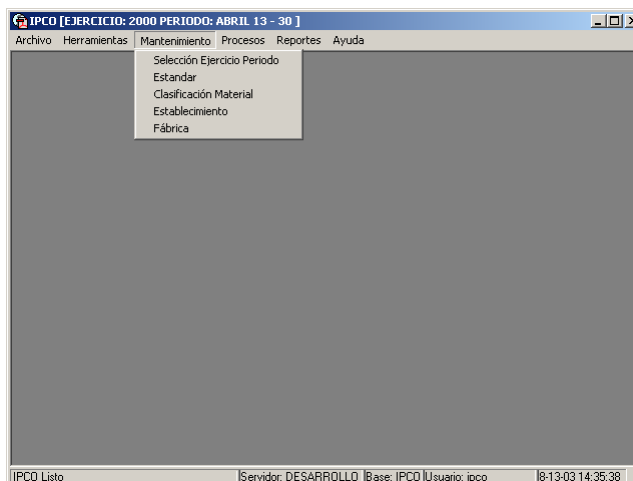 IPCO [EJERCICIO: 2000 PERIODO: ABRIL 13 - 30 ]
Archivo Herramientas Mantenimiento Procesos Reportes Ayuda
Selección Ejercicio Periodo
Estandar
Clasificación Material
Establecimiento
Fábrica
IPCO Listo Servidor: DESARROLLO Base: IPCO Usuario: ipco 8-13-03 14:35:38